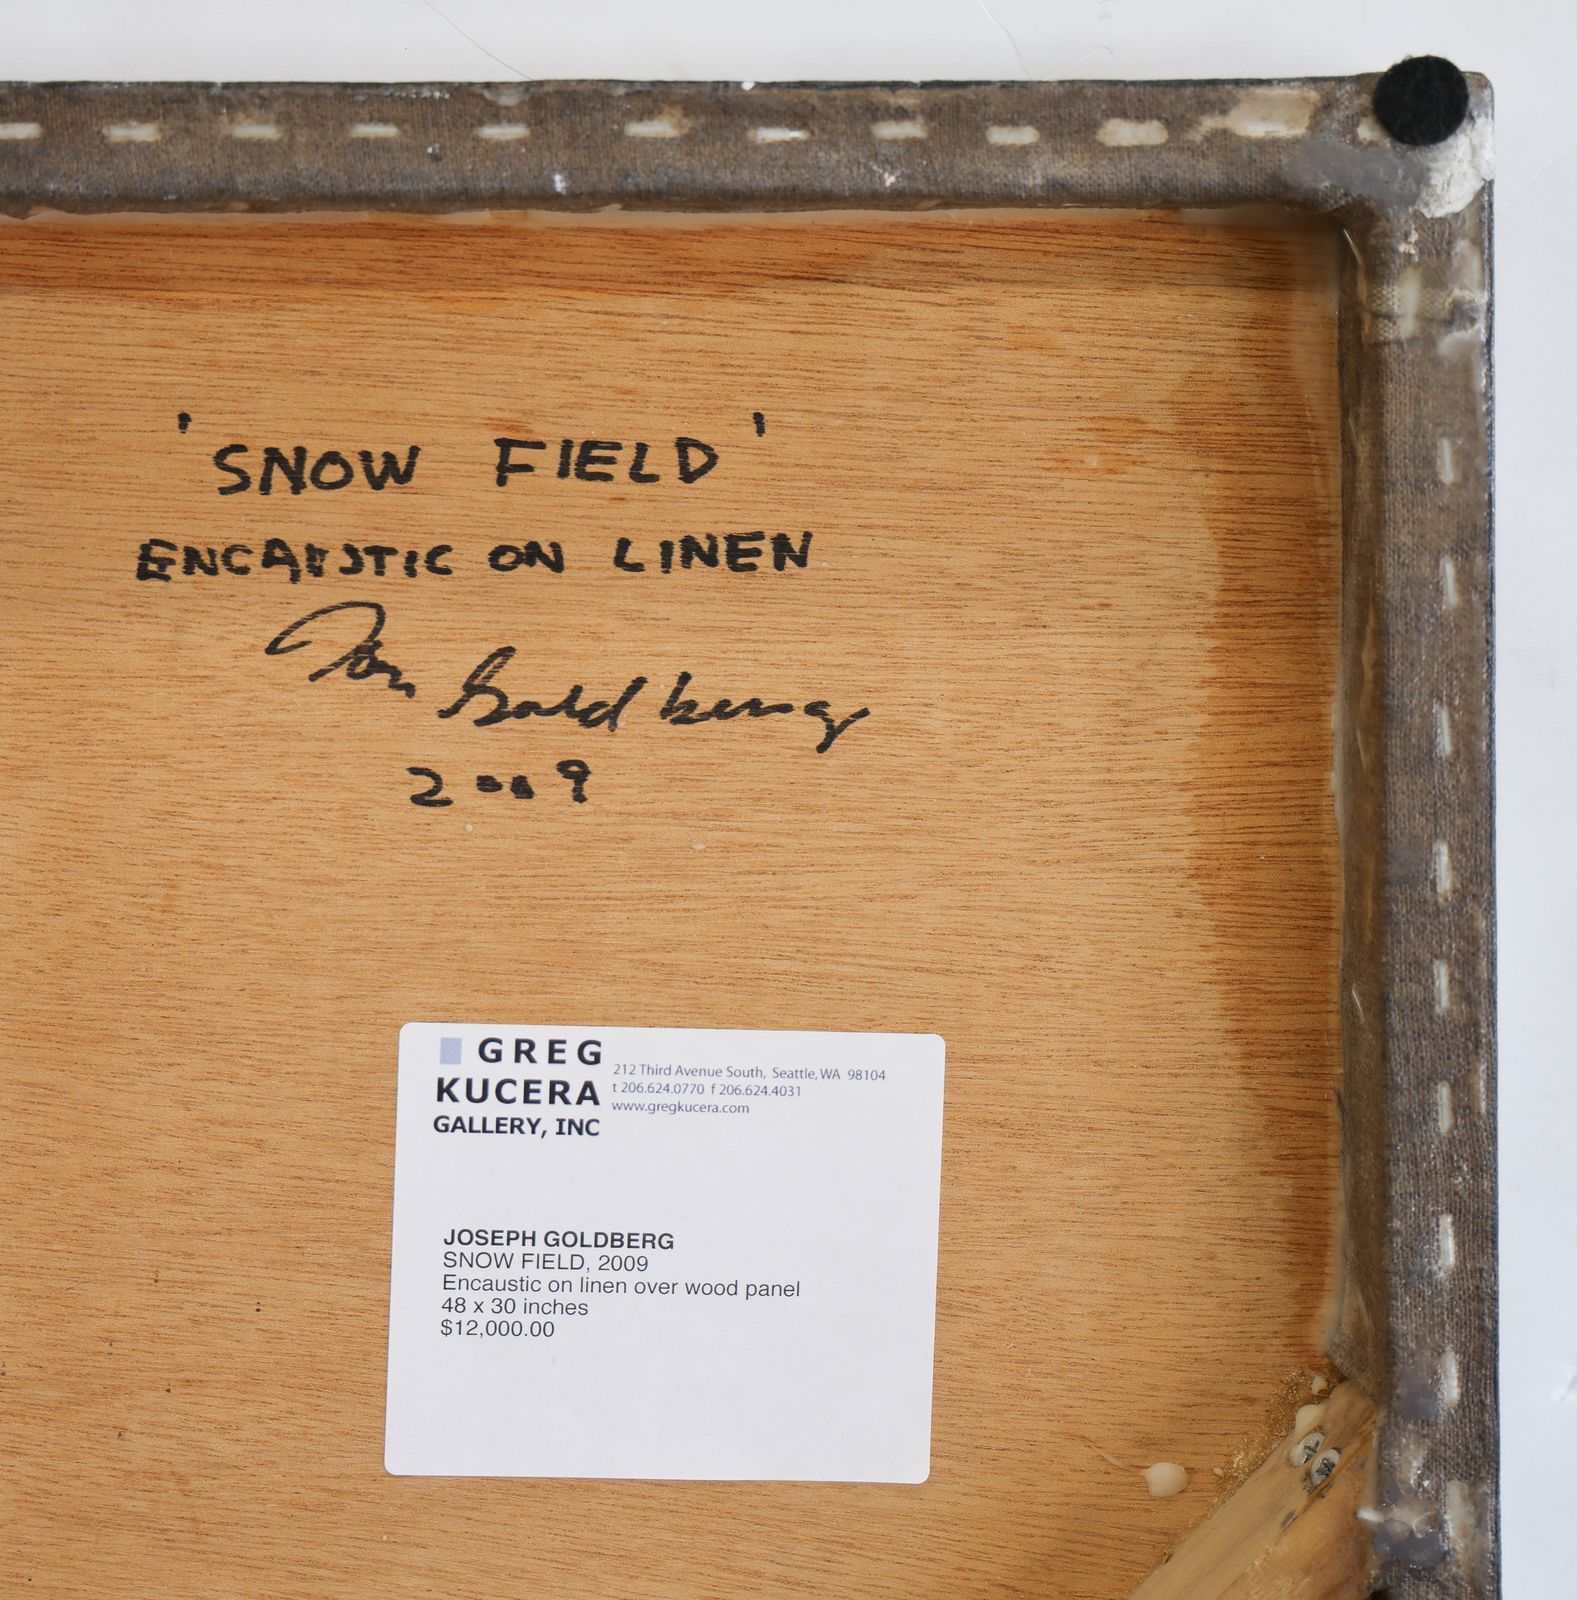 'SNOW FIELD'
ENCAUSTIC ON LINEN
Joe Goldberg
2009
GREG
KUCERA
GALLERY, INC
212 Third Avenue South, Seattle, WA 98104
t 206.624.0770 f 206.624.4031
www.gregkucera.com
JOSEPH GOLDBERG
SNOW FIELD, 2009
Encaustic on linen over wood panel
48 x 30 inches
$12,000.00